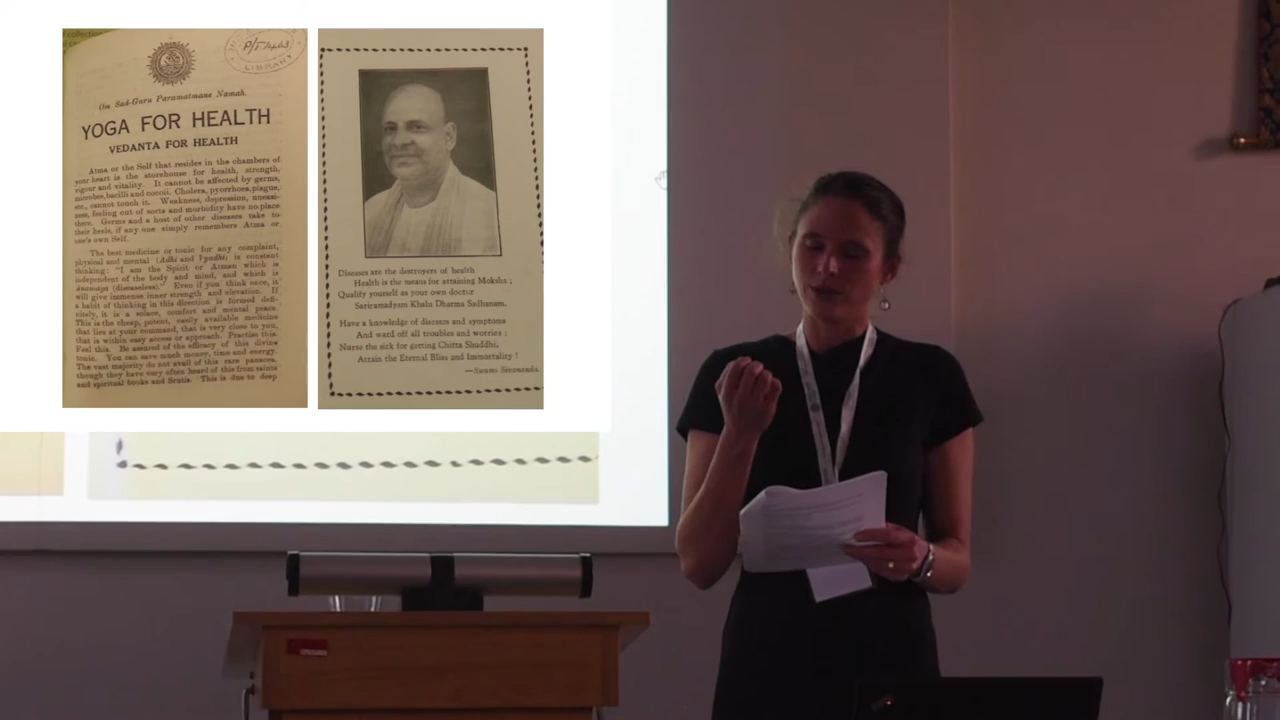 P/T 4463
LIBRARY
Om Sad-Guru Paramatmane Namah.
YOGA FOR HEALTH
VEDANTA FOR HEALTH
Atma or the Self that resides in the chambers of
your heart is the storehouse for health, strength,
vigour and vitality. It cannot be affected by germs,
microbes, bacilli and coccii. Cholera, pyorrhoea, plague,
etc., cannot touch it. Weakness, depression, uneasi-
ness, feeling out of sorts and morbidity have no place
there. Germs and a host of other diseases take to
their heels, if any one simply remembers Atma or
one's own Self.
The best medicine or tonic for any complaint,
physical and mental (Adhi and Vyadhi) is constant
thinking: "I am the Spirit or Atman which is
independent of the body and mind, and which is
Anamaya (diseaseless)." Even if you think once, it
will give immense inner strength and elevation. If
a habit of thinking in this direction is formed defi-
nitely, it is a solace, comfort and mental peace.
This is the cheap, potent, easily available medicine
that lies at your command, that is very close to you,
that is within easy access or approach. Practise this.
Feel this. Be assured of the efficacy of this divine
tonic. You can save much money, time and energy.
The vast majority do not avail of this rare panacea,
though they have very often heard of this from saints
and spiritual books and Srutis. This is due to deep
Diseases are the destroyers of health
Health is the means for attaining Moksha ;
Qualify yourself as your own doctor
Sariramadyam Khalu Dharma Sadhanam.
Have a knowledge of diseases and symptoms
And ward off all troubles and worries ;
Nurse the sick for getting Chitta Shuddhi,
Attain the Eternal Bliss and Immortality !
—Swami Sivananda.